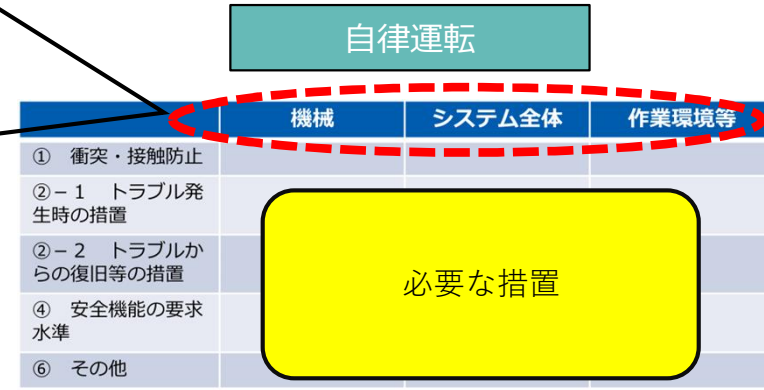 自律運転
機械 システム全体 作業環境等
① 衝突・接触防止
②－１ トラブル発
生時の措置
②－２ トラブルか
らの復旧等の措置
必要な措置
④ 安全機能の要求
水準
⑥ その他